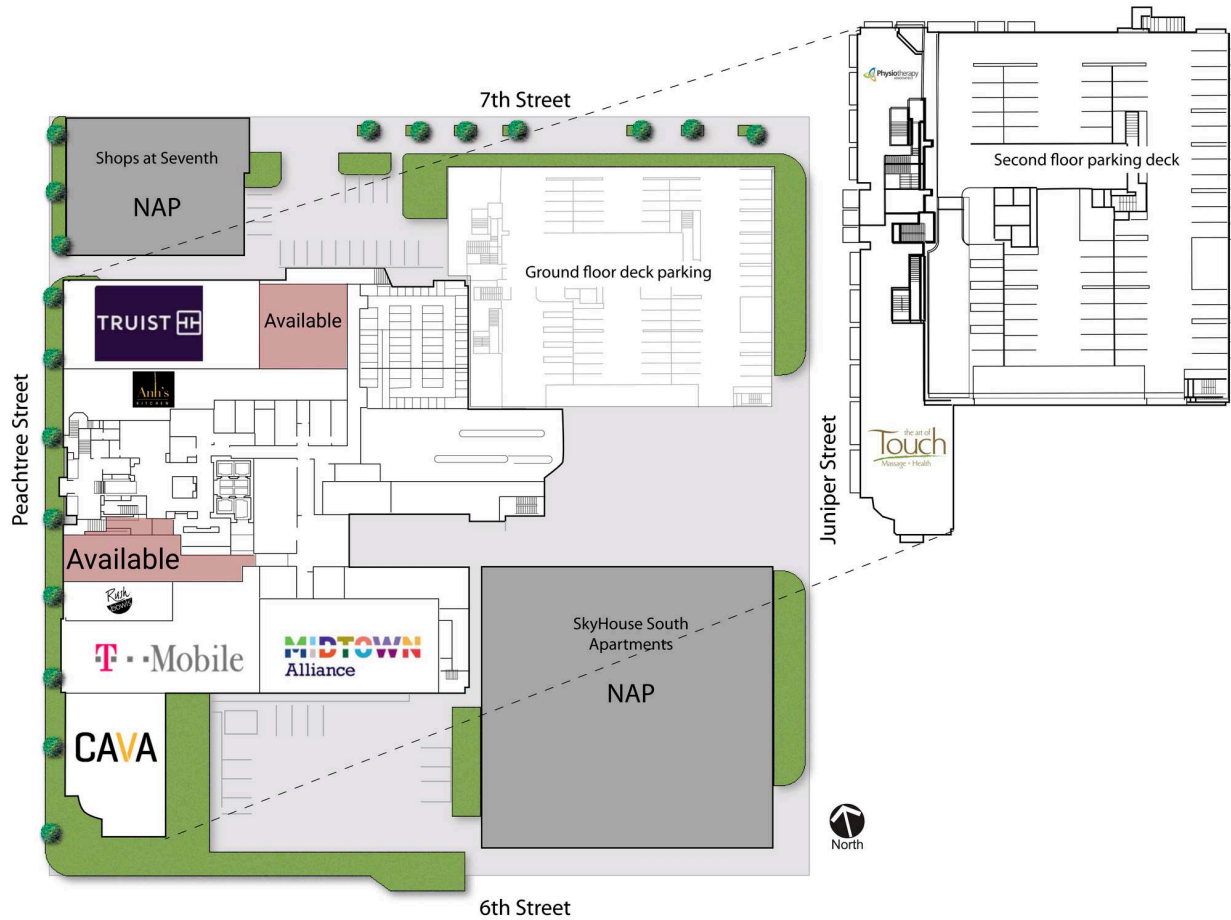 7th Street
Shops at Seventh
NAP
Ground floor deck parking
TRUIST
Available
Anh's
KITCHEN
Peachtree Street
Available
Rush
BOWLS
T··Mobile
MIDTOWN
Alliance
CAVA
SkyHouse South
Apartments
NAP
6th Street
North
Juniper Street
Physiotherapy
Second floor parking deck
the art of
Touch
Massage + Health